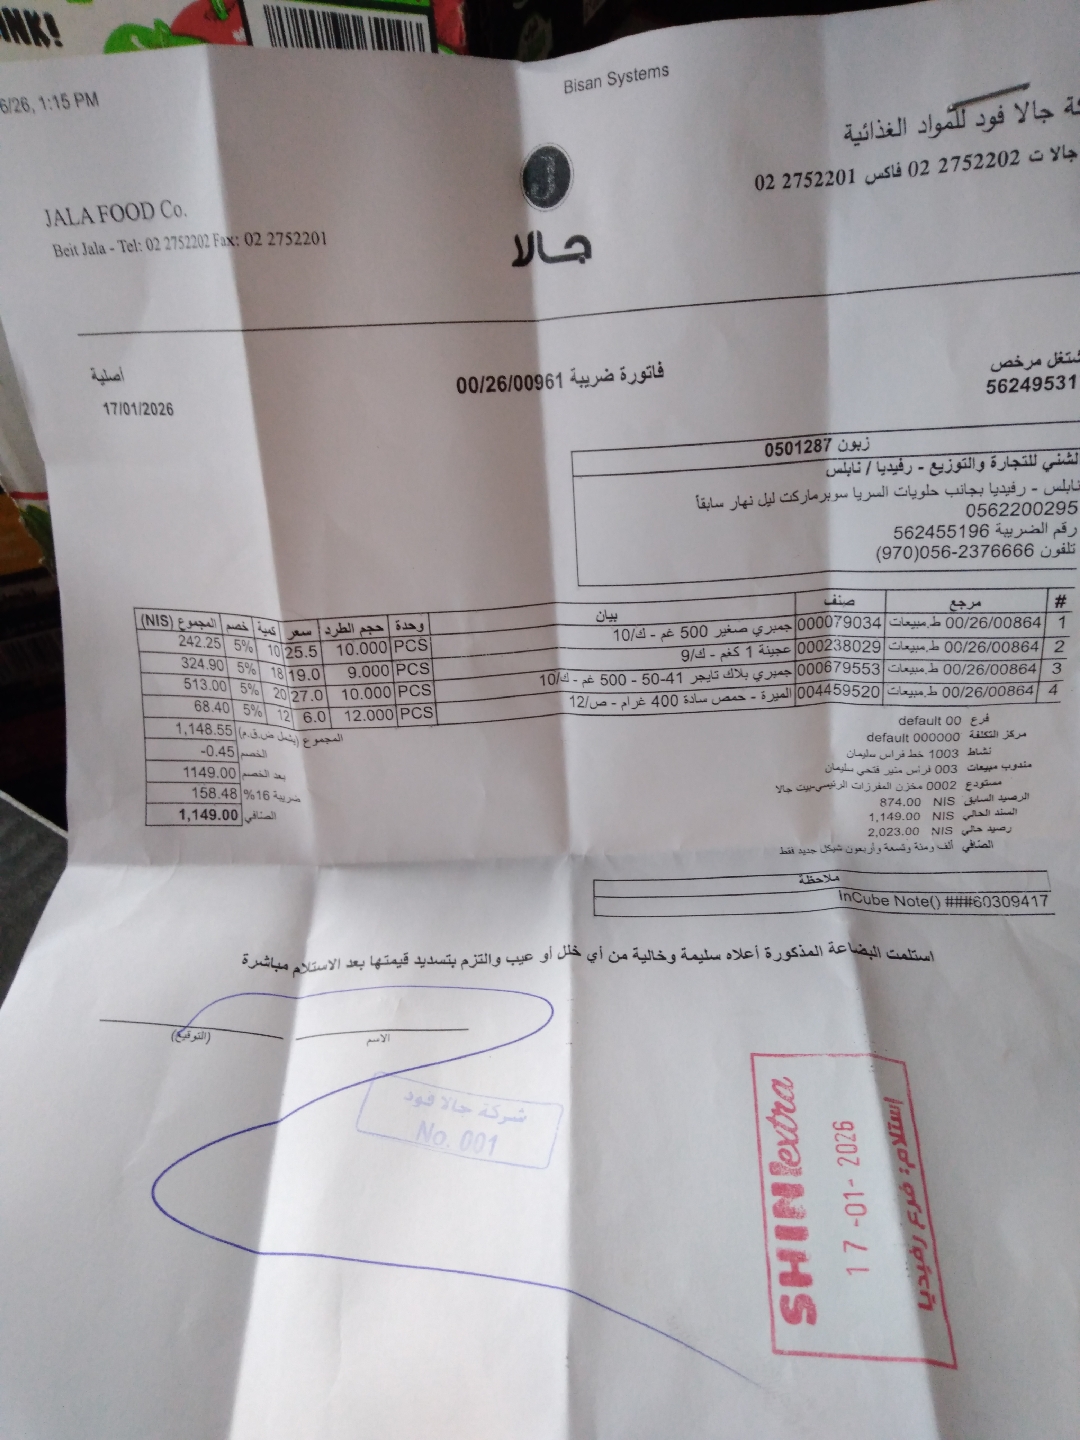 INK!
6/26, 1:15 PM
Bisan Systems
جالا فود للمواد الغذائية
جالا ت 2752202 02 فاكس 2752201 02
JALA FOOD Co.
Beit Jala - Tel: 02 2752202 Fax: 02 2752201
جالا
مشتغل مرخص
56249531
فاتورة ضريبة 00/26/00961
أصلية
17/01/2026
زبون 0501287
الشني للتجارة والتوزيع - رفيديا / نابلس
نابلس - رفيديا بجانب حلويات السريا سوبرماركت ليل نهار سابقاً
0562200295
رقم الضريبة 562455196
تلفون 2376666-056(970)
# مرجع صنف بيان وحدة حجم الطرد سعر كمية خصم المجموع (NIS)
1 ط.مبيعات 00/26/00864 000079034 جمبري صغير 500 غم - ك/10 PCS 10.000 25.5 10 5% 242.25
2 ط.مبيعات 00/26/00864 000238029 عجينة 1 كغم - ك/9 PCS 9.000 19.0 18 5% 324.90
3 ط.مبيعات 00/26/00864 000679553 جمبري بلاك تايجر 41-50 - 500 غم - ك/10 PCS 10.000 27.0 20 5% 513.00
4 ط.مبيعات 00/26/00864 004459520 الميرة - حمص سادة 400 غرام - ص/12 PCS 12.000 6.0 12 5% 68.40
المجموع (يشمل ض.ق.م) 1,148.55
الخصم -0.45
بعد الخصم 1149.00
ضريبة 16% 158.48
الصافي 1,149.00
فرع 00 default
مركز التكلفة 000000 default
نشاط 1003 خط فراس سليمان
مندوب مبيعات 003 فراس منير فتحي سليمان
مستودع 0002 مخزن المفرزات الرئيسي-بيت جالا
الرصيد السابق NIS 874.00
السند الحالي NIS 1,149.00
رصيد حالي NIS 2,023.00
الصافي ألف ومئة وتسعة وأربعون شيكل جديد فقط
ملاحظة
InCube Note() ###60309417
استلمت البضاعة المذكورة أعلاه سليمة وخالية من أي خلل أو عيب والتزم بتسديد قيمتها بعد الاستلام مباشرة
الاسم
(التوقيع)
شركة جالا فود
No. 001
SHINI extra
17-01-2026
إستلام: فرع رفيديا